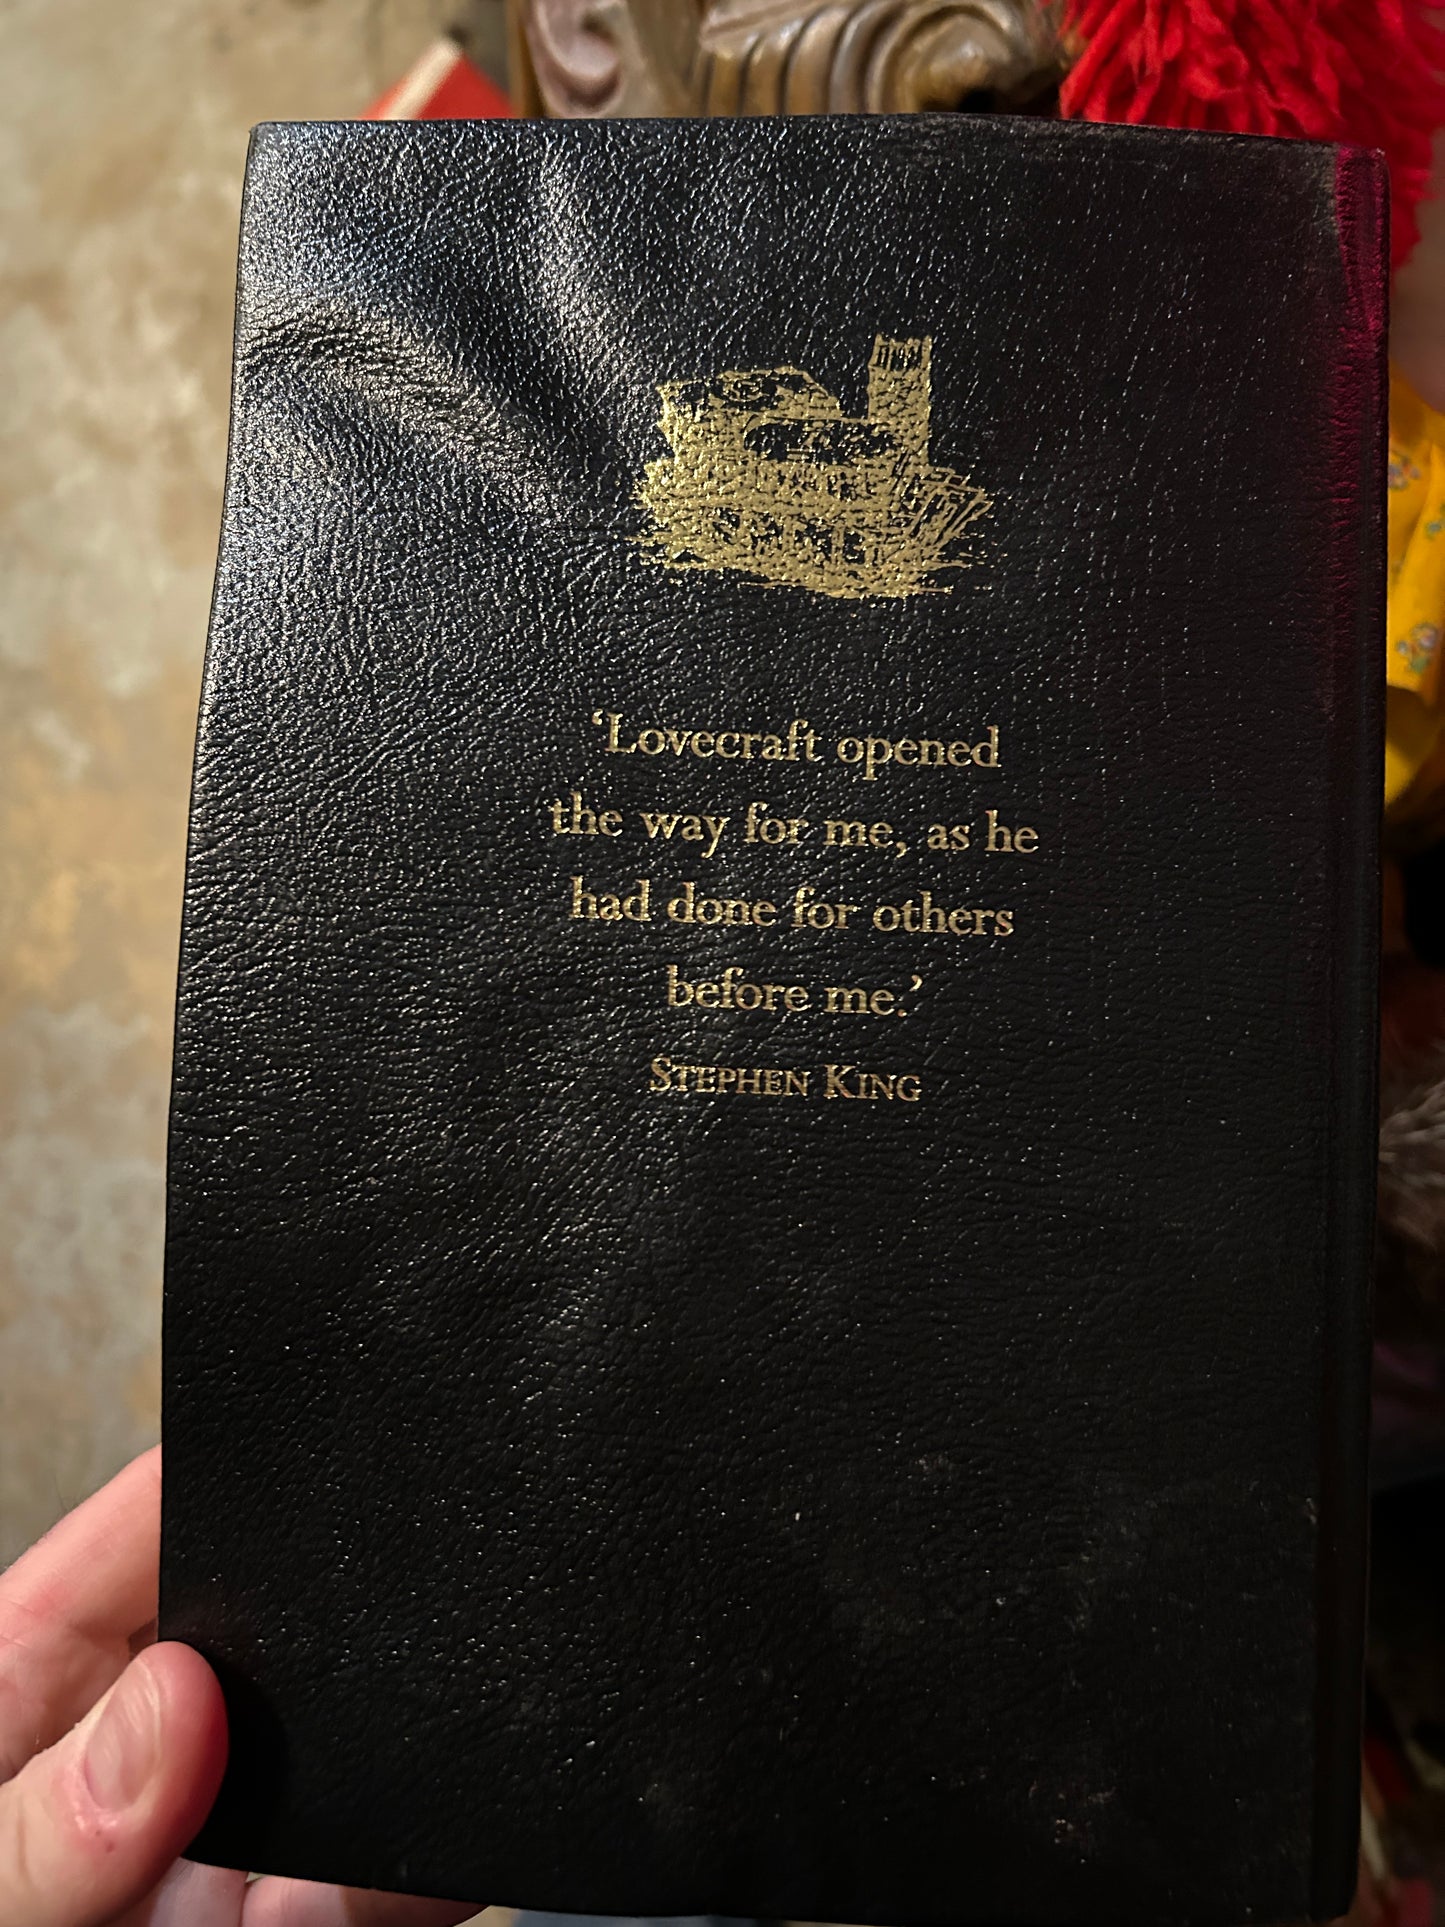 ‘Lovecraft opened
the way for me, as he
had done for others
before me.’
STEPHEN KING